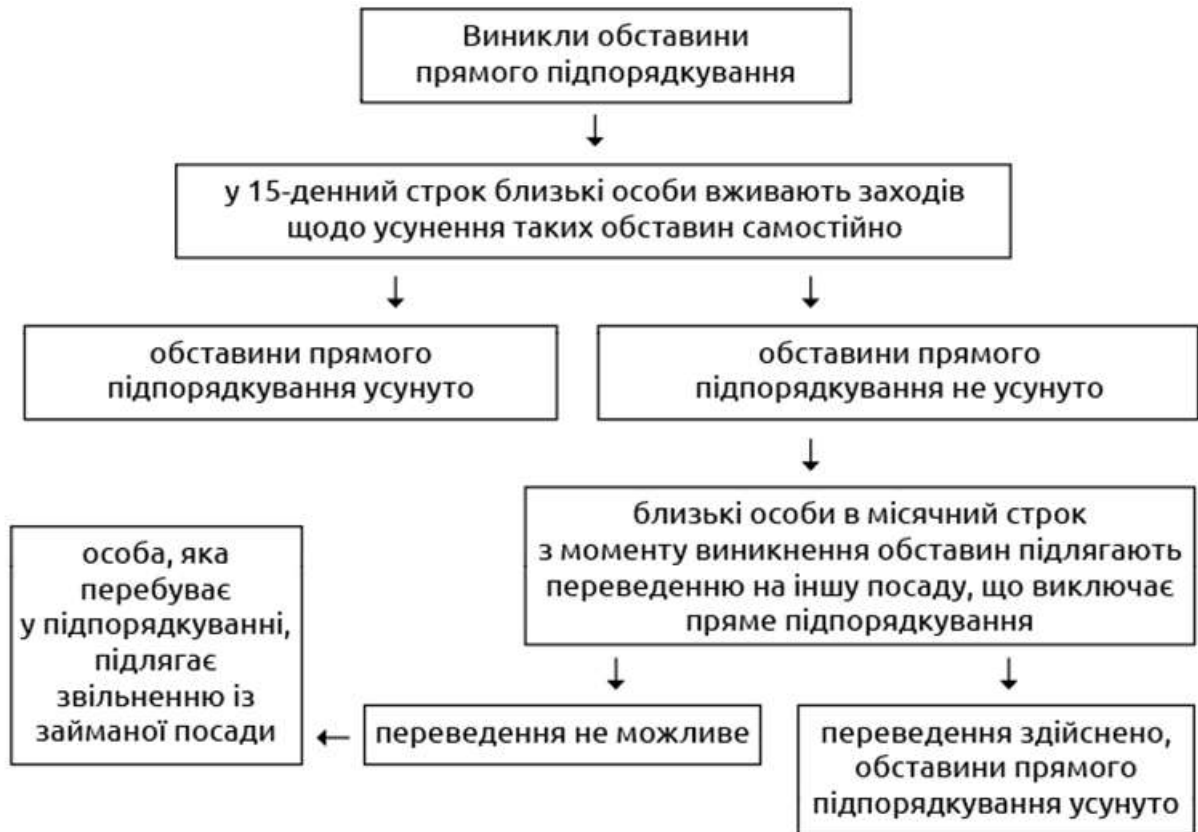 Виникли обставини
прямого підпорядкування
у 15-денний строк близькі особи вживають заходів
щодо усунення таких обставин самостійно
обставини прямого
підпорядкування усунуто
обставини прямого
підпорядкування не усунуто
близькі особи в місячний строк
з моменту виникнення обставин підлягають
переведенню на іншу посаду, що виключає
пряме підпорядкування
особа, яка
перебуває
у підпорядкуванні,
підлягає
звільненню із
займаної посади
переведення не можливе
переведення здійснено,
обставини прямого
підпорядкування усунуто